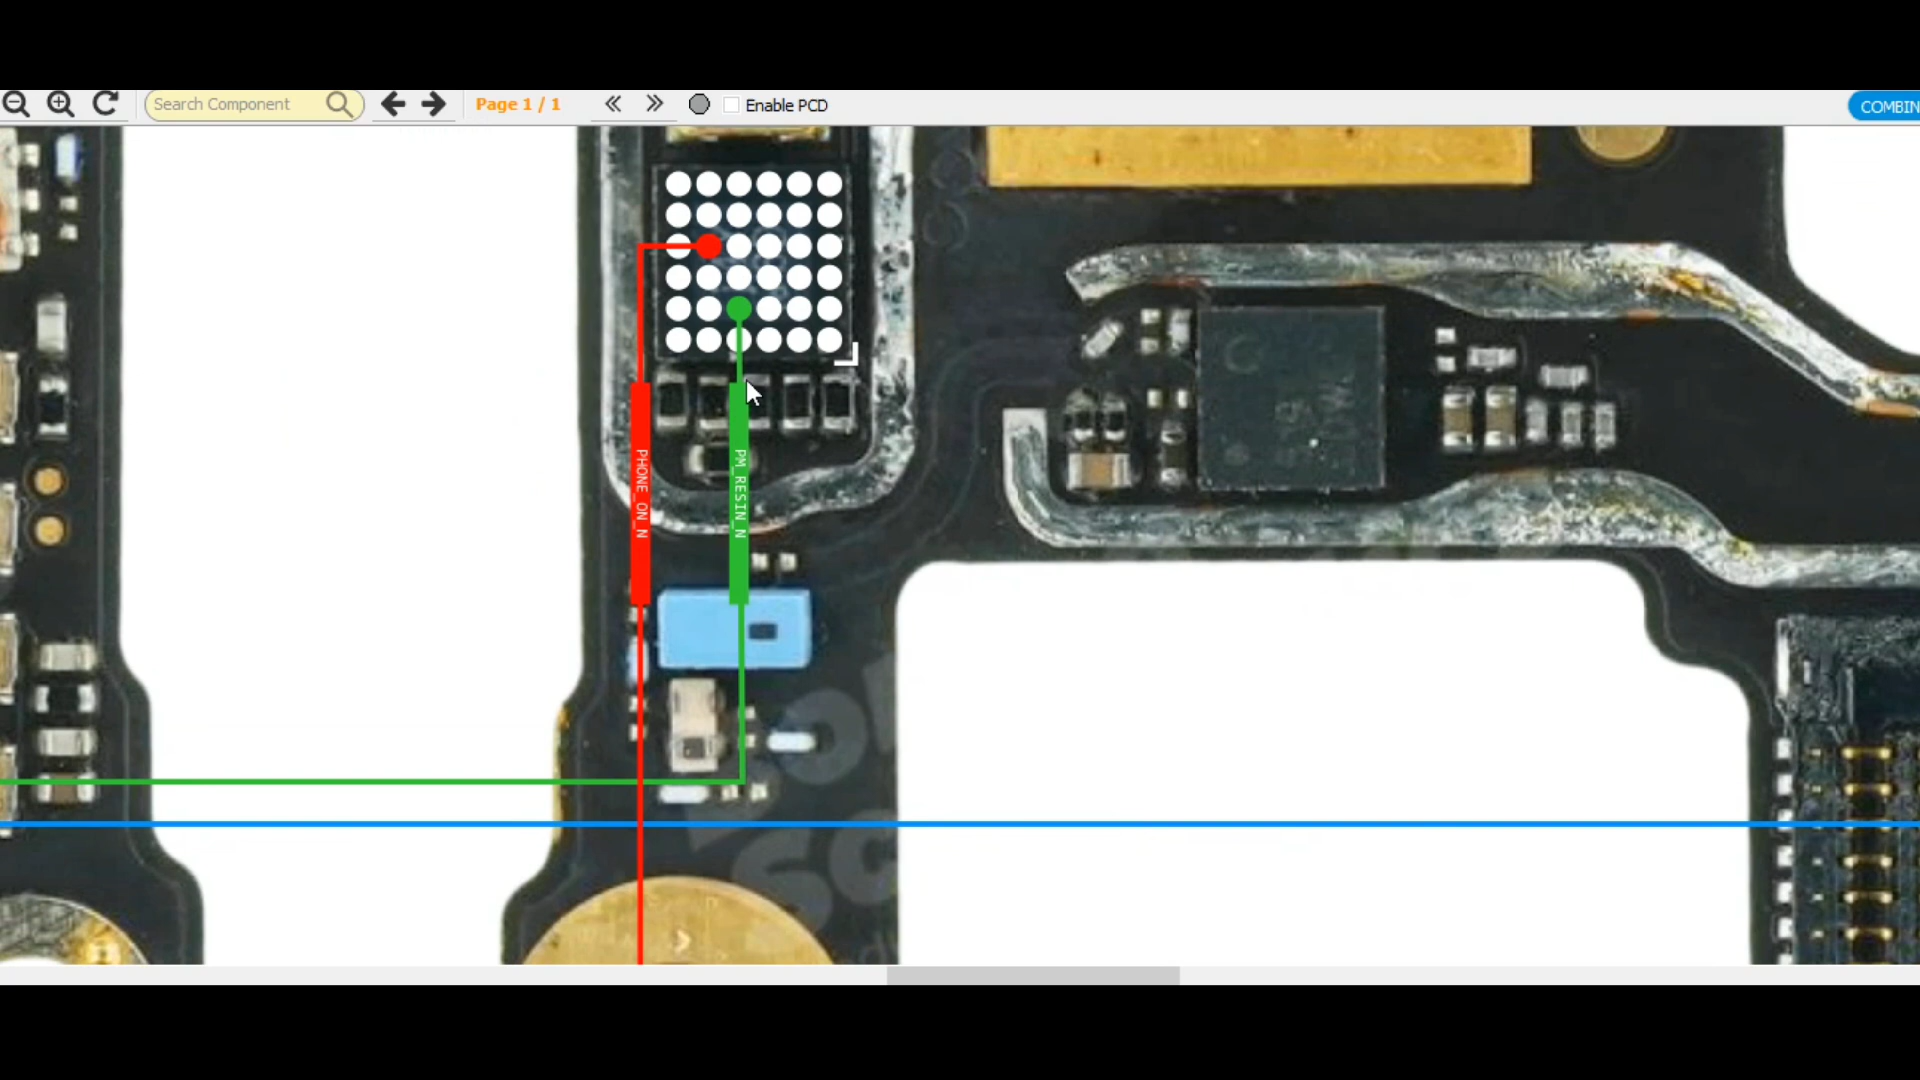 Search Component
Page 1 / 1
Enable PCD
COMBIN
PHONE_ON_N
PM_RESIN_N